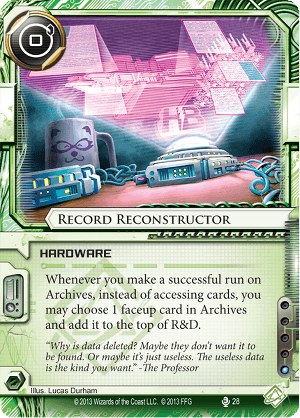 RECORD RECONSTRUCTOR
HARDWARE
Whenever you make a successful run on
Archives, instead of accessing cards, you
may choose 1 faceup card in Archives
and add it to the top of R&D.
“Why is data deleted? Maybe they don't want it to
be found. Or maybe it's just useless. The useless data
is the kind you want.” -The Professor
Illus. Lucas Durham
© 2013 Wizards of the Coast LLC. © 2013 FFG 28